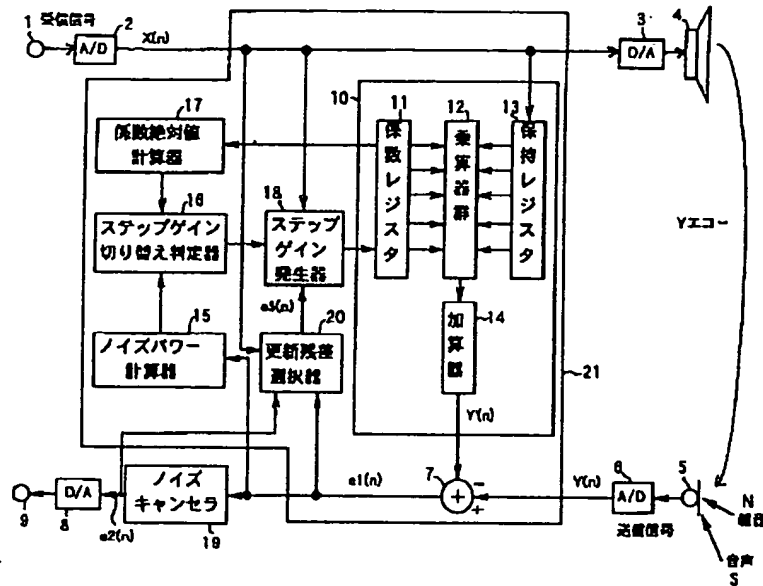 受信信号
1
A/D
2
X(n)
3
D/A
4
17
係数絶対値
計算器
10
11
係数レジスタ
12
乗算器群
13
保持レジスタ
16
ステップゲイン
切り替え判定器
18
ステップ
ゲイン
発生器
Yエコー
e3(n)
15
ノイズパワー
計算器
20
更新残差
選択器
14
加算器
21
Y'(n)
9
D/A
8
e2(n)
ノイズ
キャンセラ
19
e1(n)
7
+
-
+
Y(n)
6
A/D
5
送信信号
N
雑音
音声
S